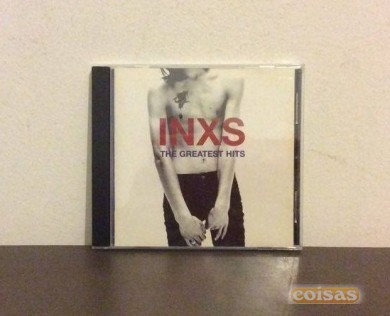 INXS
THE GREATEST HITS
coisas